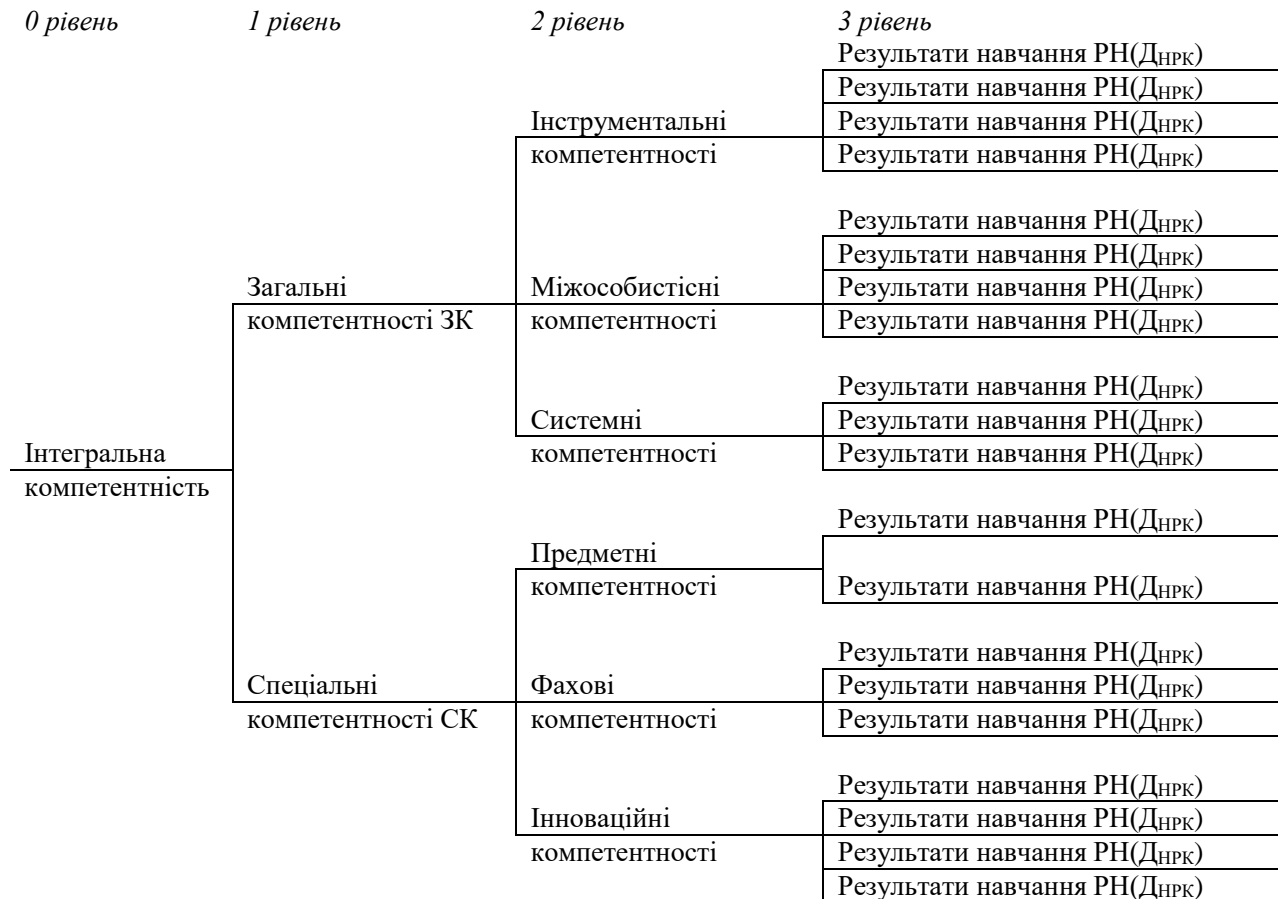 0 рівень 1 рівень 2 рівень 3 рівень
Результати навчання РН(ДНРК)
Результати навчання РН(ДНРК)
Інструментальні Результати навчання РН(ДНРК)
компетентності Результати навчання РН(ДНРК)
Результати навчання РН(ДНРК)
Результати навчання РН(ДНРК)
Загальні Міжособистісні Результати навчання РН(ДНРК)
компетентності ЗК компетентності Результати навчання РН(ДНРК)
Результати навчання РН(ДНРК)
Системні Результати навчання РН(ДНРК)
Інтегральна компетентності Результати навчання РН(ДНРК)
компетентність
Результати навчання РН(ДНРК)
Предметні
компетентності Результати навчання РН(ДНРК)
Результати навчання РН(ДНРК)
Спеціальні Фахові Результати навчання РН(ДНРК)
компетентності СК компетентності Результати навчання РН(ДНРК)
Результати навчання РН(ДНРК)
Інноваційні Результати навчання РН(ДНРК)
компетентності Результати навчання РН(ДНРК)
Результати навчання РН(ДНРК)